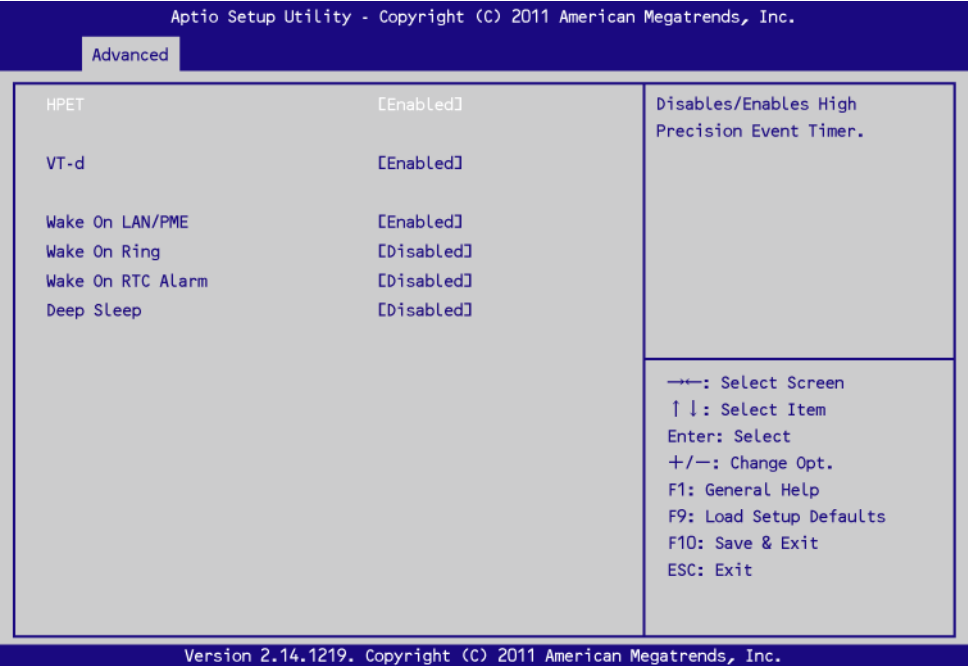 Aptio Setup Utility - Copyright (C) 2011 American Megatrends, Inc.
Advanced
HPET [Enabled]
VT-d [Enabled]
Wake On LAN/PME [Enabled]
Wake On Ring [Disabled]
Wake On RTC Alarm [Disabled]
Deep Sleep [Disabled]
Disables/Enables High
Precision Event Timer.
→←: Select Screen
↑↓: Select Item
Enter: Select
+/−: Change Opt.
F1: General Help
F9: Load Setup Defaults
F10: Save & Exit
ESC: Exit
Version 2.14.1219. Copyright (C) 2011 American Megatrends, Inc.